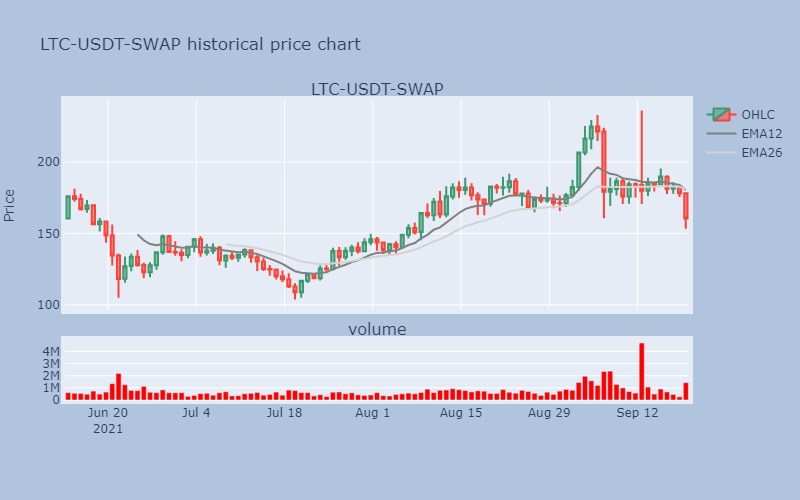 LTC-USDT-SWAP historical price chart
LTC-USDT-SWAP
OHLC
EMA12
EMA26
Price
200
150
100
volume
4M
3M
2M
1M
0
Jun 20 Jul 4 Jul 18 Aug 1 Aug 15 Aug 29 Sep 12
2021